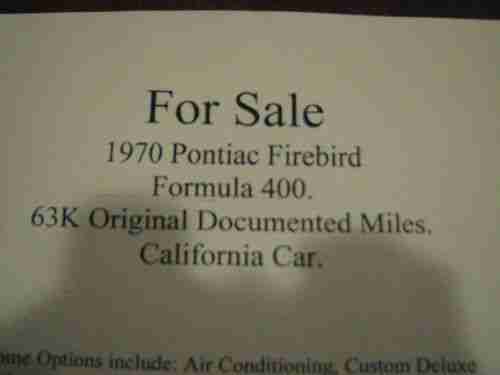 For Sale
1970 Pontiac Firebird
Formula 400.
63K Original Documented Miles.
California Car.
ome Options include: Air Conditioning, Custom Deluxe